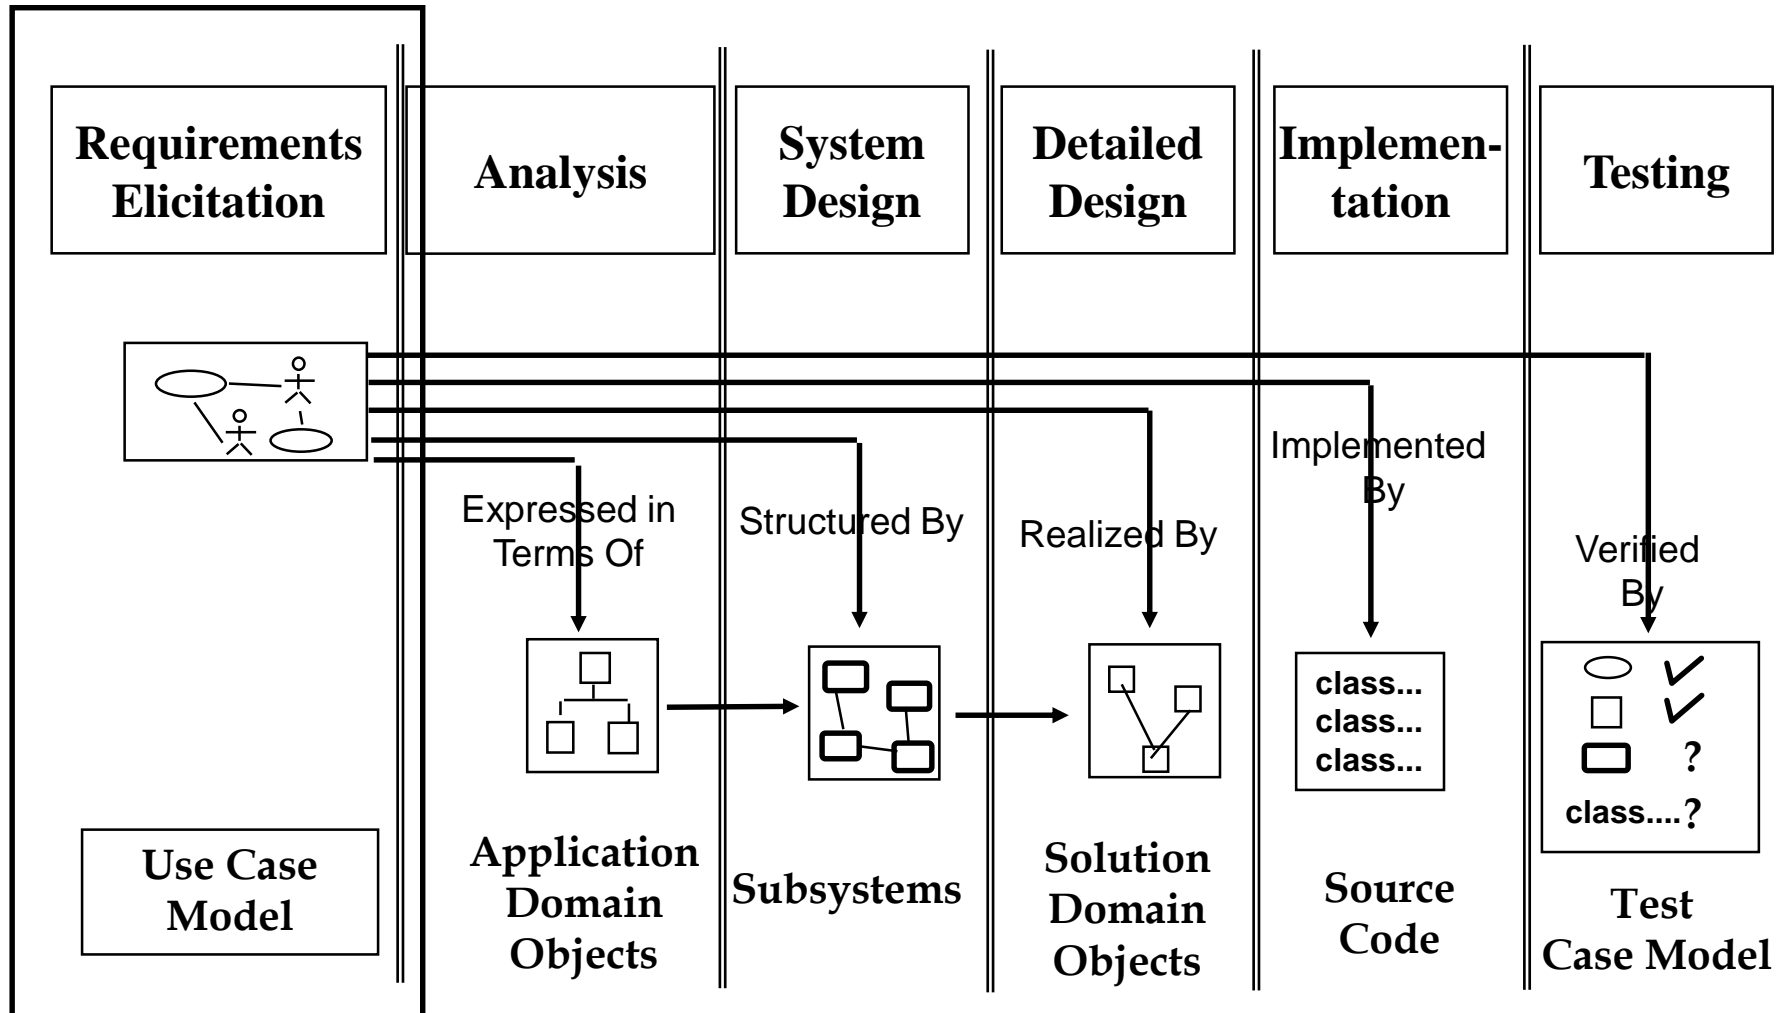 Requirements
Elicitation
Analysis
System
Design
Detailed
Design
Implemen-
tation
Testing
Expressed in
Terms Of
Structured By
Realized By
Implemented
By
Verified
By
class...
class...
class...
?
class....?
Use Case
Model
Application
Domain
Objects
Subsystems
Solution
Domain
Objects
Source
Code
Test
Case Model